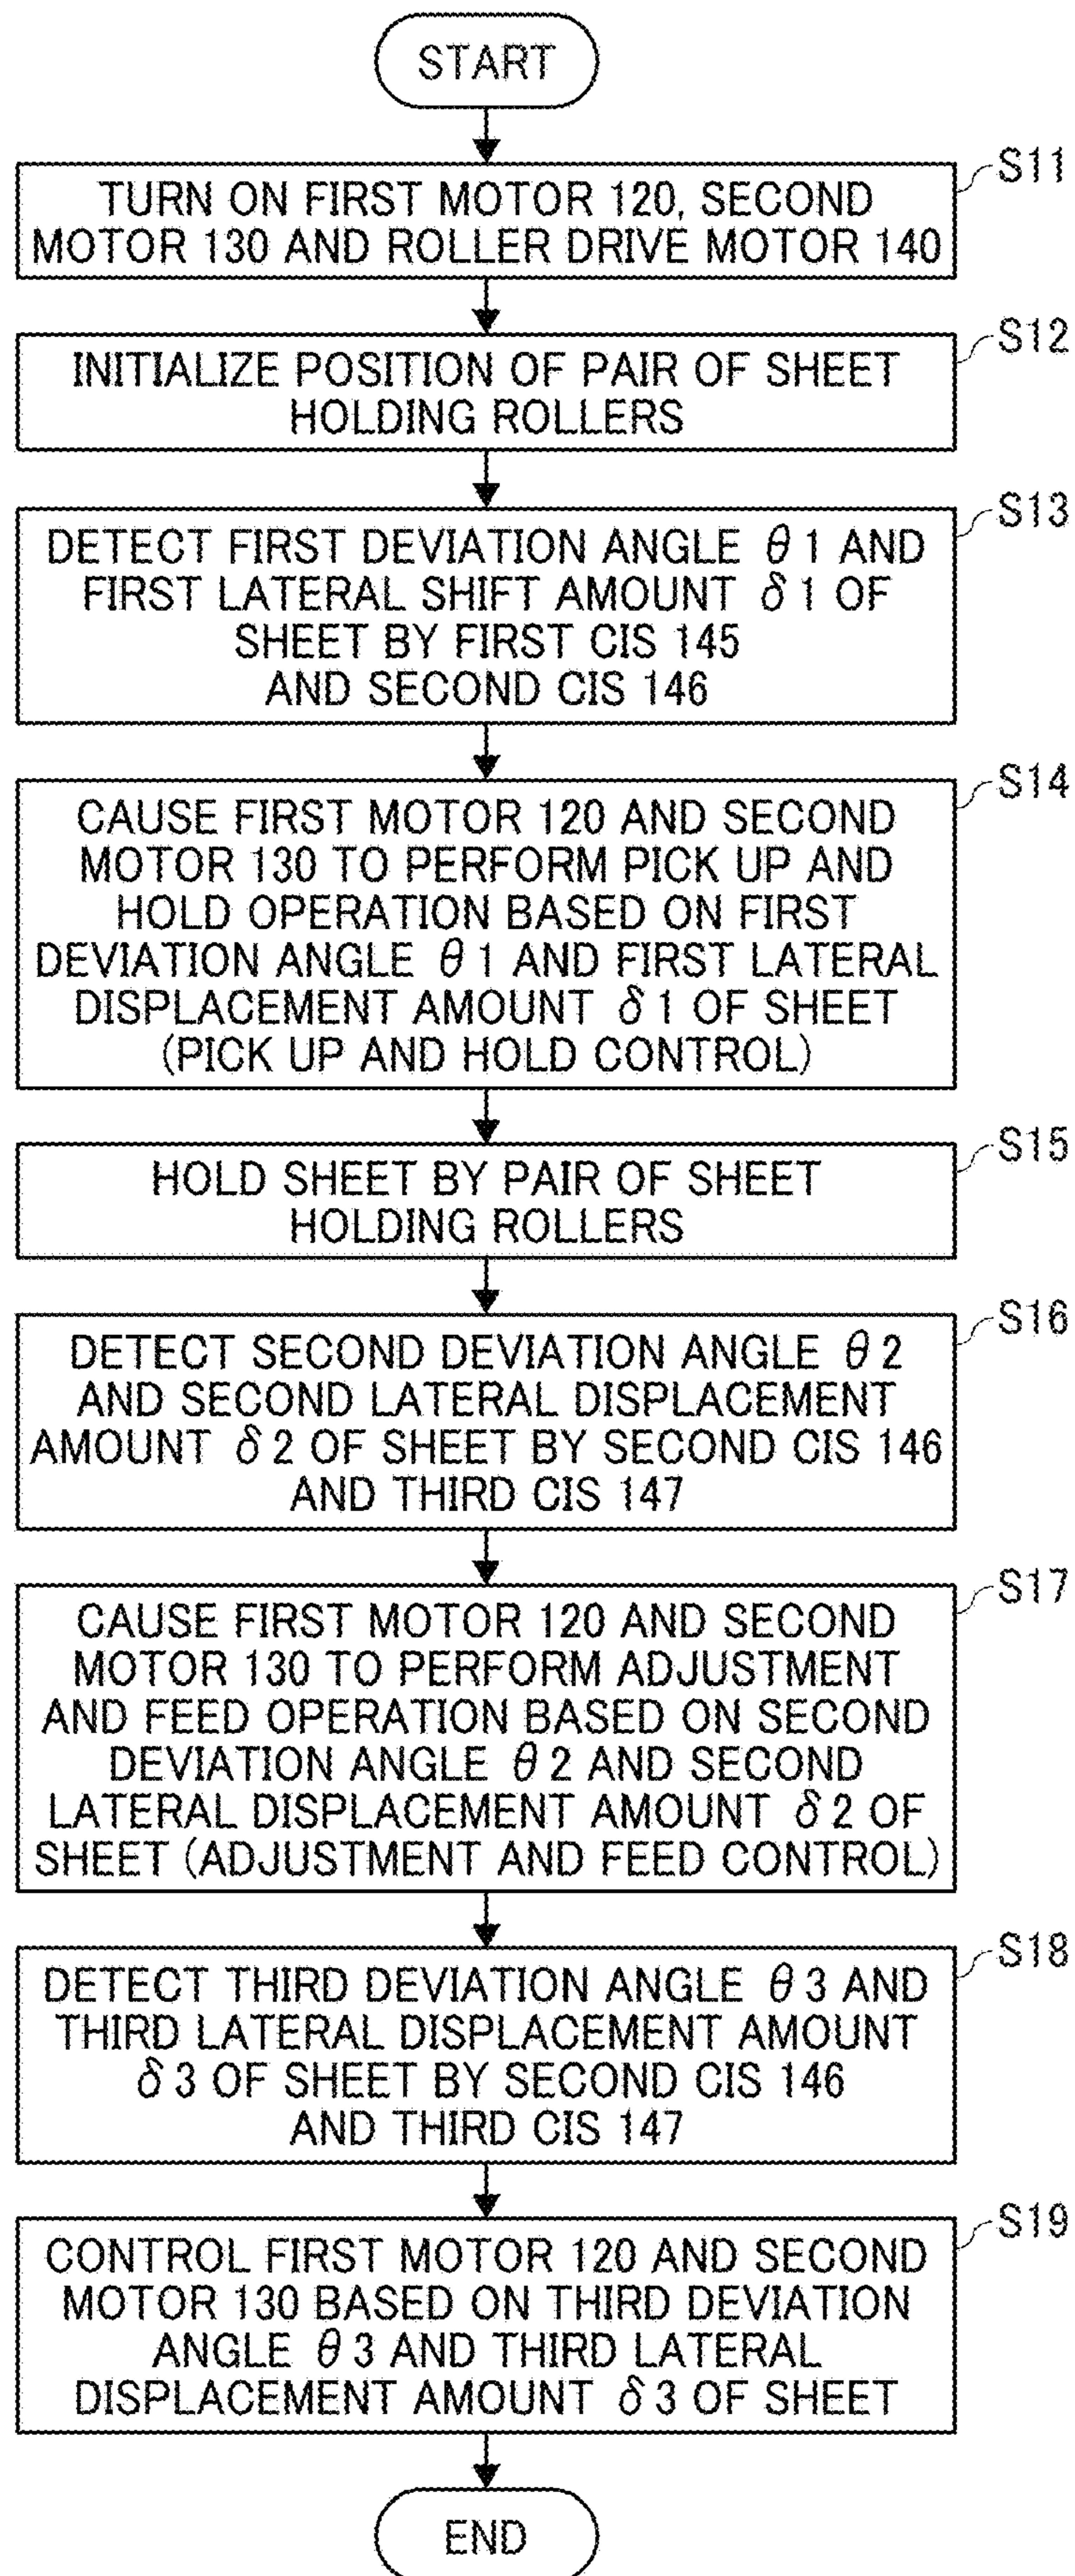 START
S11
TURN ON FIRST MOTOR 120, SECOND
MOTOR 130 AND ROLLER DRIVE MOTOR 140
S12
INITIALIZE POSITION OF PAIR OF SHEET
HOLDING ROLLERS
S13
DETECT FIRST DEVIATION ANGLE θ1 AND
FIRST LATERAL SHIFT AMOUNT δ1 OF
SHEET BY FIRST CIS 145
AND SECOND CIS 146
S14
CAUSE FIRST MOTOR 120 AND SECOND
MOTOR 130 TO PERFORM PICK UP AND
HOLD OPERATION BASED ON FIRST
DEVIATION ANGLE θ1 AND FIRST LATERAL
DISPLACEMENT AMOUNT δ1 OF SHEET
(PICK UP AND HOLD CONTROL)
S15
HOLD SHEET BY PAIR OF SHEET
HOLDING ROLLERS
S16
DETECT SECOND DEVIATION ANGLE θ2
AND SECOND LATERAL DISPLACEMENT
AMOUNT δ2 OF SHEET BY SECOND CIS 146
AND THIRD CIS 147
S17
CAUSE FIRST MOTOR 120 AND SECOND
MOTOR 130 TO PERFORM ADJUSTMENT
AND FEED OPERATION BASED ON SECOND
DEVIATION ANGLE θ2 AND SECOND
LATERAL DISPLACEMENT AMOUNT δ2 OF
SHEET (ADJUSTMENT AND FEED CONTROL)
S18
DETECT THIRD DEVIATION ANGLE θ3 AND
THIRD LATERAL DISPLACEMENT AMOUNT
δ3 OF SHEET BY SECOND CIS 146
AND THIRD CIS 147
S19
CONTROL FIRST MOTOR 120 AND SECOND
MOTOR 130 BASED ON THIRD DEVIATION
ANGLE θ3 AND THIRD LATERAL
DISPLACEMENT AMOUNT δ3 OF SHEET
END